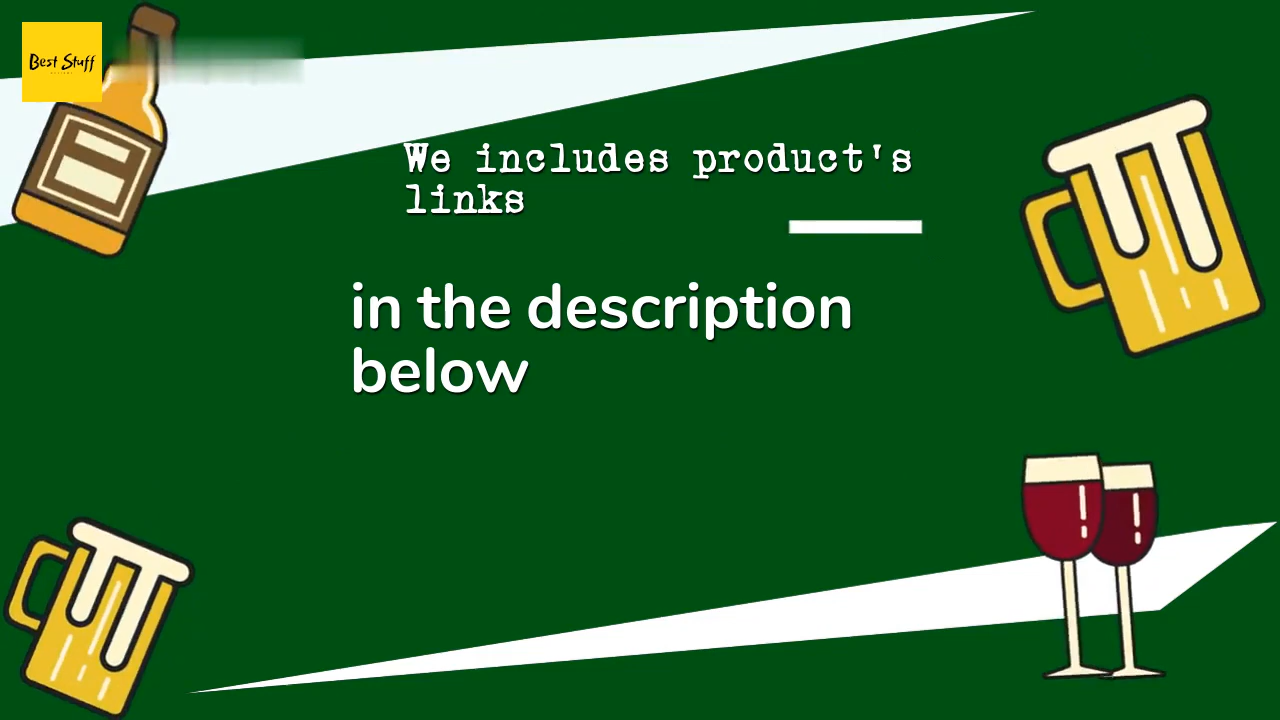 Best Stuff
We includes product's
links
in the description
below